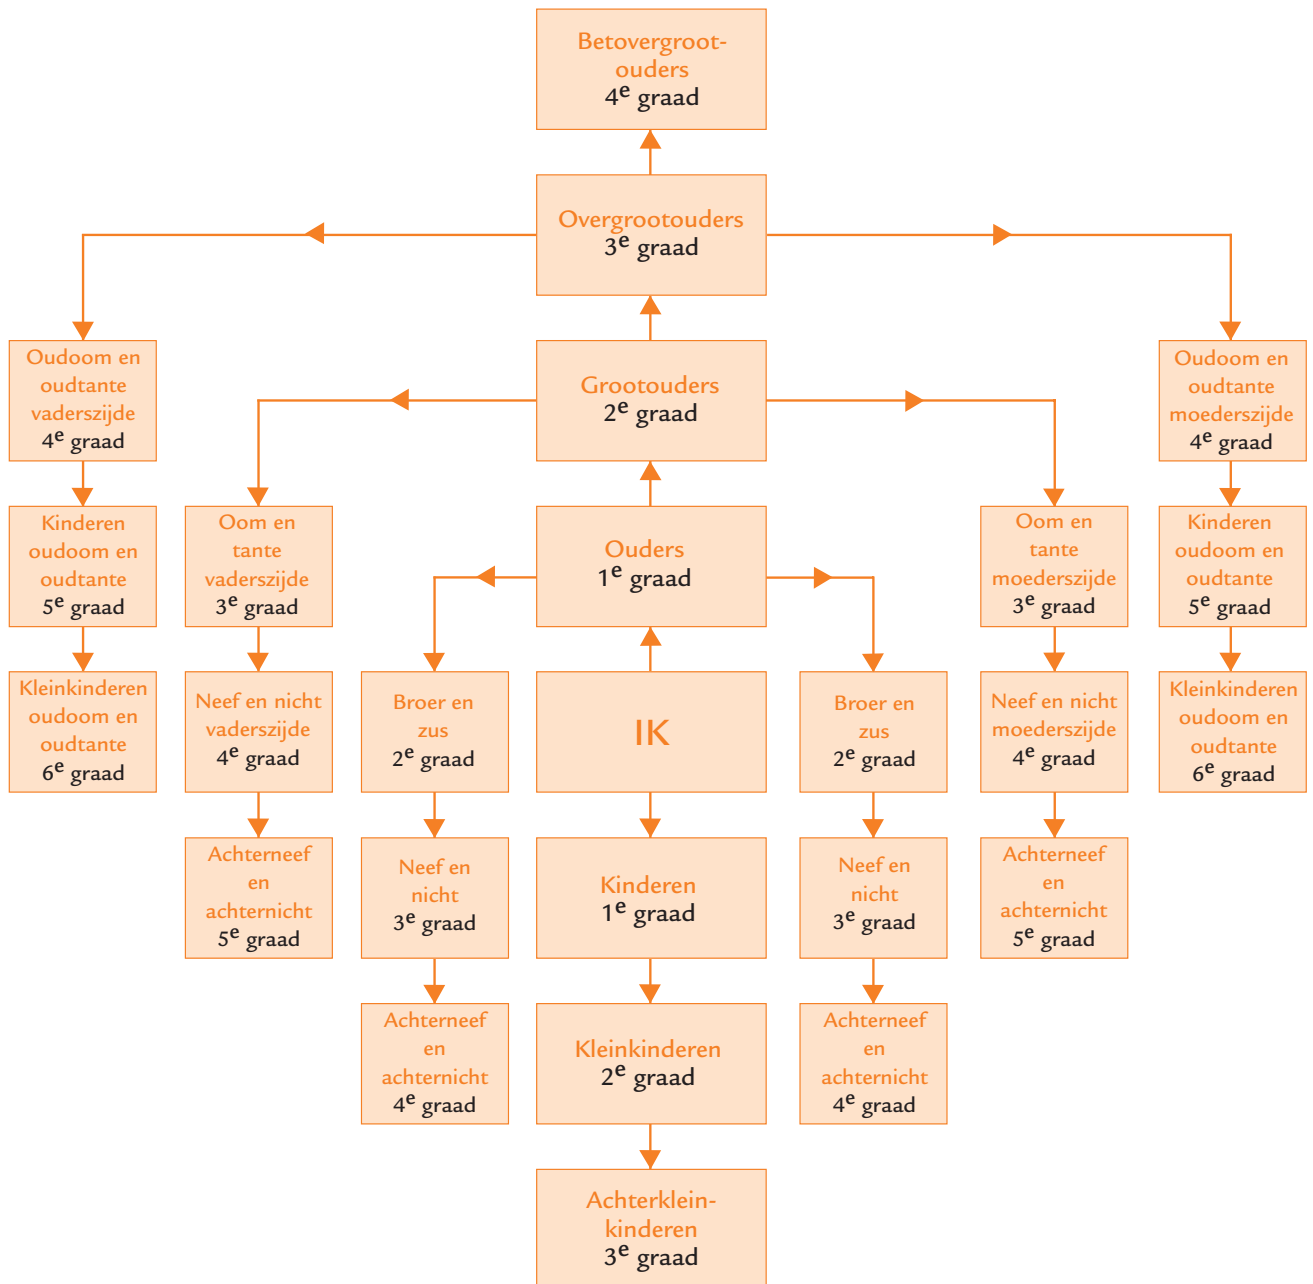 Betovergroot-
ouders
4e graad
Overgrootouders
3e graad
Oudoom en
oudtante
vaderszijde
4e graad
Grootouders
2e graad
Oudoom en
oudtante
moederszijde
4e graad
Kinderen
oudoom en
oudtante
5e graad
Oom en
tante
vaderszijde
3e graad
Ouders
1e graad
Oom en
tante
moederszijde
3e graad
Kinderen
oudoom en
oudtante
5e graad
Kleinkinderen
oudoom en
oudtante
6e graad
Neef en nicht
vaderszijde
4e graad
Broer en
zus
2e graad
IK
Broer en
zus
2e graad
Neef en nicht
moederszijde
4e graad
Kleinkinderen
oudoom en
oudtante
6e graad
Achterneef
en
achternicht
5e graad
Neef en
nicht
3e graad
Kinderen
1e graad
Neef en
nicht
3e graad
Achterneef
en
achternicht
5e graad
Achterneef
en
achternicht
4e graad
Kleinkinderen
2e graad
Achterneef
en
achternicht
4e graad
Achterklein-
kinderen
3e graad